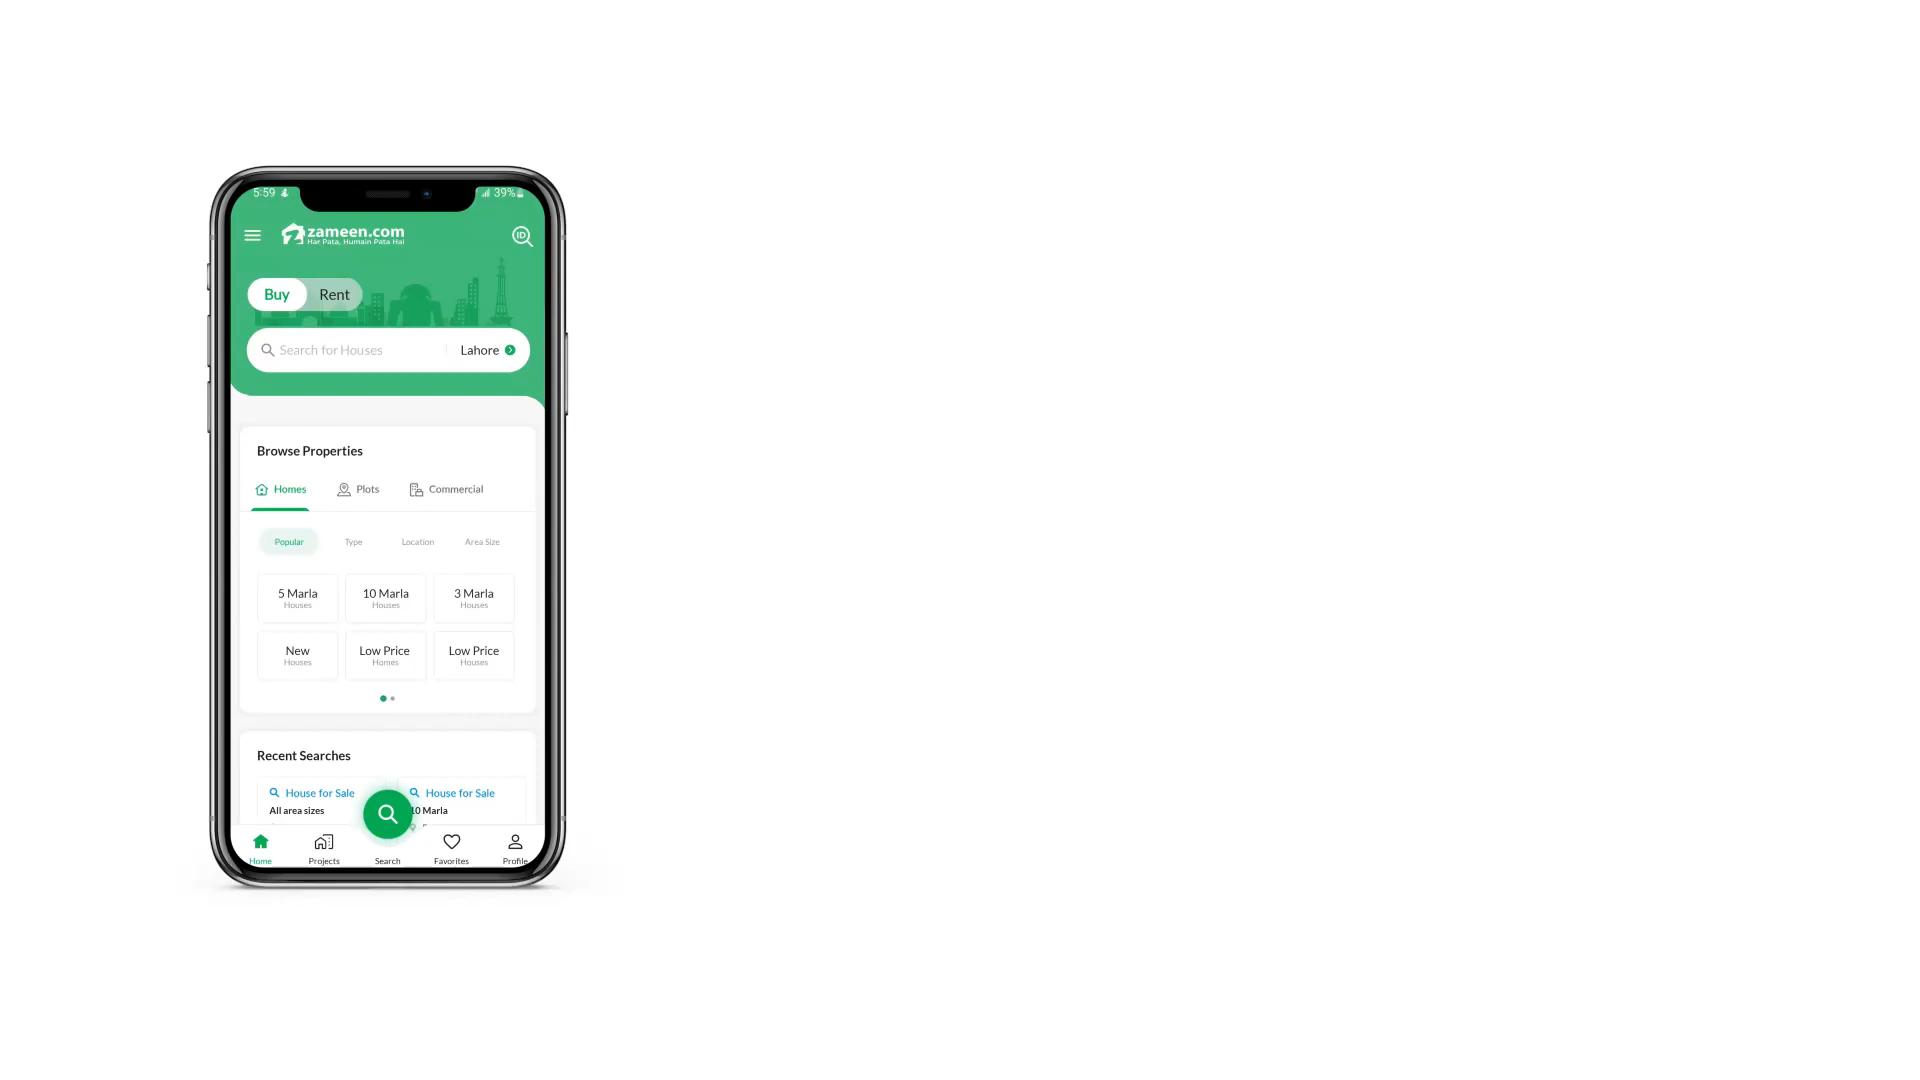 5:59
39%
zameen.com
Har Pata, Humain Pata Hai
ID
Buy Rent
Search for Houses Lahore
Browse Properties
Homes Plots Commercial
Popular Type Location Area Size
5 Marla 10 Marla 3 Marla
Houses Houses Houses
New Low Price Low Price
Houses Homes Houses
Recent Searches
House for Sale House for Sale
All area sizes 10 Marla
Home Projects Search Favorites Profile